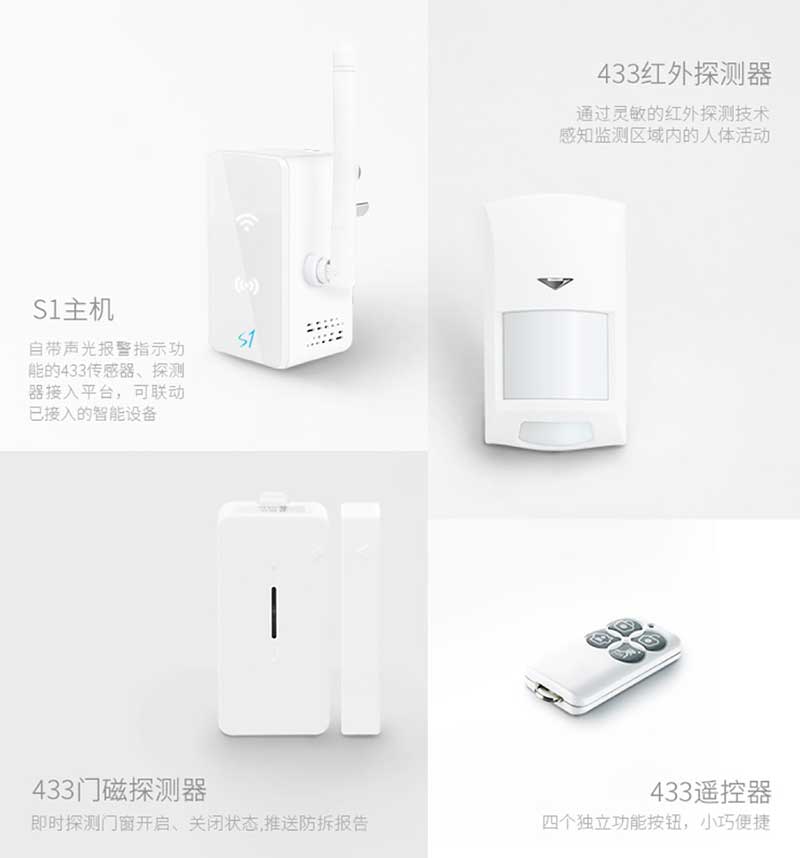 S1
S1主机
自带声光报警指示功
能的433传感器、探测
器接入平台，可联动
已接入的智能设备
433红外探测器
通过灵敏的红外探测技术
感知监测区域内的人体活动
433门磁探测器
即时探测门窗开启、关闭状态,推送防拆报告
433遥控器
四个独立功能按钮，小巧便捷